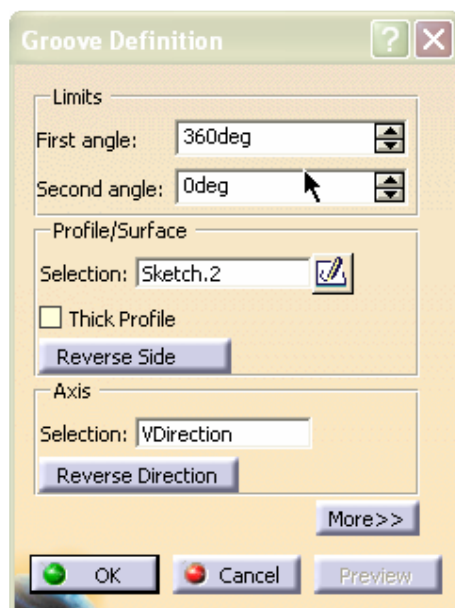 Groove Definition
Limits
First angle: 360deg
Second angle: 0deg
Profile/Surface
Selection: Sketch.2
Thick Profile
Reverse Side
Axis
Selection: VDirection
Reverse Direction
More>>
OK Cancel Preview